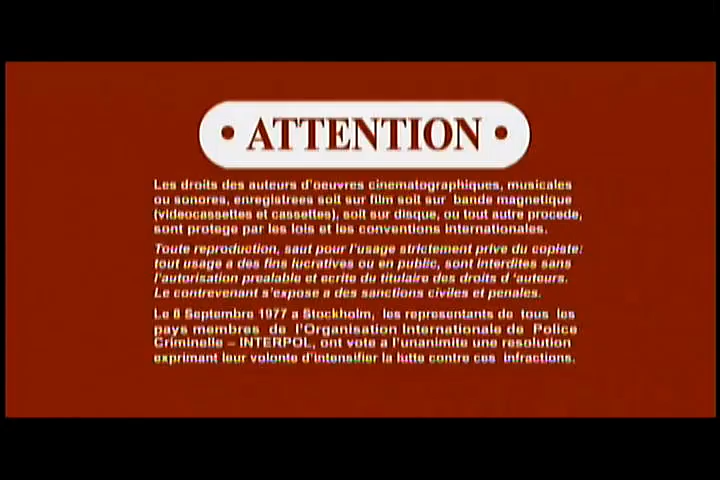 • ATTENTION •
Les droits des auteurs d'oeuvres cinematographiques, musicales
ou sonores, enregistrees soit sur film soit sur bande magnetique
(videocassettes et cassettes), soit sur disque, ou tout autre procede,
sont protege par les lois et les conventions internationales.
Toute reproduction, saut pour l'usage strictement prive du copiste:
tout usage a des fins lucratives ou en public, sont interdites sans
l'autorisation prealable et ecrite du titulaire des droits d 'auteurs.
Le contrevenant s'expose a des sanctions civiles et penales.
Le 8 Septembre 1977 a Stockholm, les representants de tous les
pays membres de l'Organisation Internationale de Police
Criminelle – INTERPOL, ont vote a l'unanimite une resolution
exprimant leur volonte d'intensifier la lutte contre ces infractions.